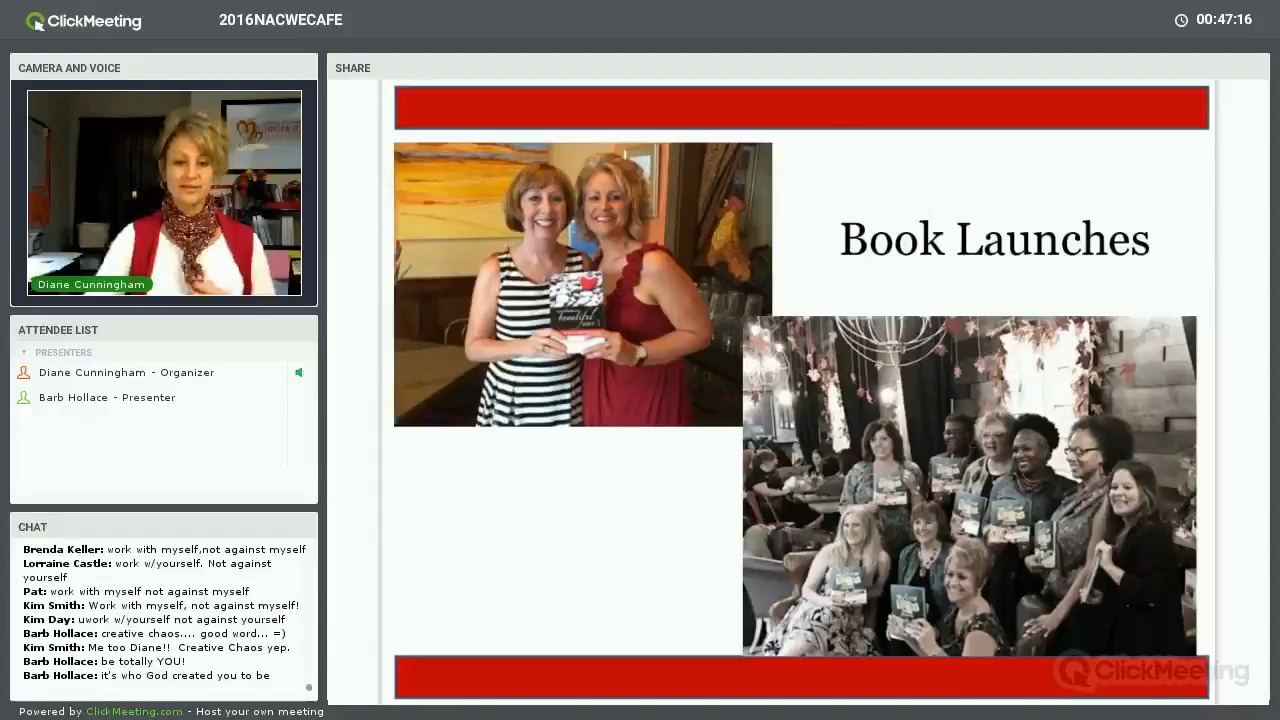 ClickMeeting
2016NACWECAFE
00:47:16
CAMERA AND VOICE
Diane Cunningham
ATTENDEE LIST
PRESENTERS
Diane Cunningham - Organizer
Barb Hollace - Presenter
CHAT
Brenda Keller: work with myself,not against myself
Lorraine Castle: work w/yourself. Not against
yourself
Pat: work with myself not against myself
Kim Smith: Work with myself, not against myself!
Kim Day: uwork w/yourself not against yourself
Barb Hollace: creative chaos.... good word... =)
Kim Smith: Me too Diane!! Creative Chaos yep.
Barb Hollace: be totally YOU!
Barb Hollace: it's who God created you to be
Powered by ClickMeeting.com - Host your own meeting
SHARE
Book Launches
beautiful
ClickMeeting